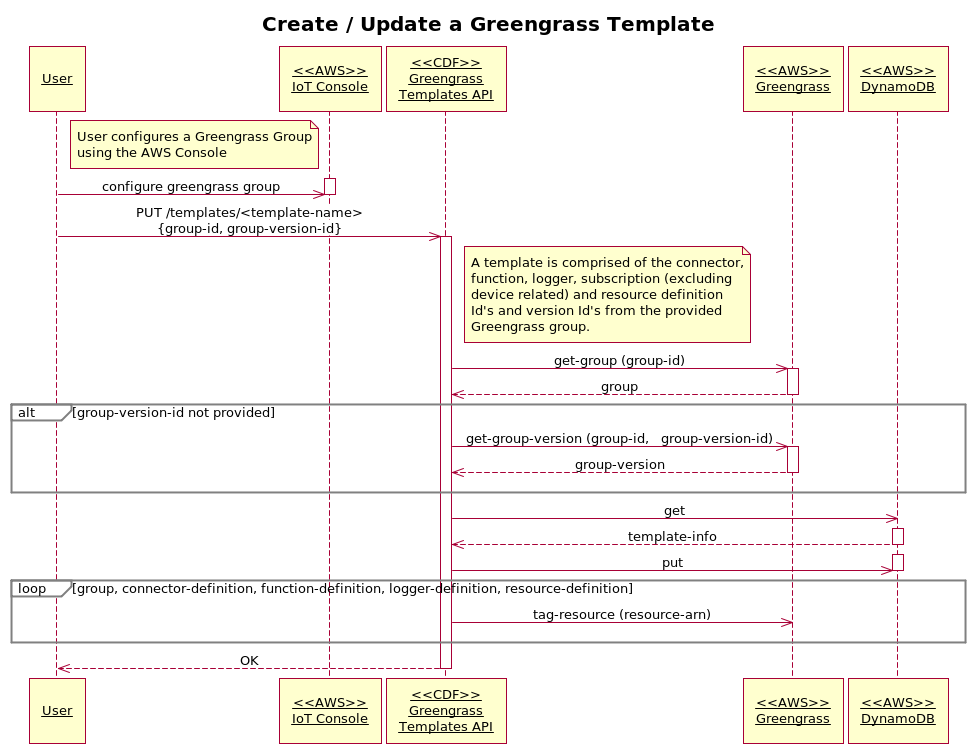 Create / Update a Greengrass Template
User
<<AWS>>
IoT Console
<<CDF>>
Greengrass
Templates API
<<AWS>>
Greengrass
<<AWS>>
DynamoDB
User configures a Greengrass Group
using the AWS Console
configure greengrass group
PUT /templates/<template-name>
{group-id, group-version-id}
A template is comprised of the connector,
function, logger, subscription (excluding
device related) and resource definition
Id's and version Id's from the provided
Greengrass group.
get-group (group-id)
group
alt
[group-version-id not provided]
get-group-version (group-id,   group-version-id)
group-version
get
template-info
put
loop
[group, connector-definition, function-definition, logger-definition, resource-definition]
tag-resource (resource-arn)
OK
User
<<AWS>>
IoT Console
<<CDF>>
Greengrass
Templates API
<<AWS>>
Greengrass
<<AWS>>
DynamoDB